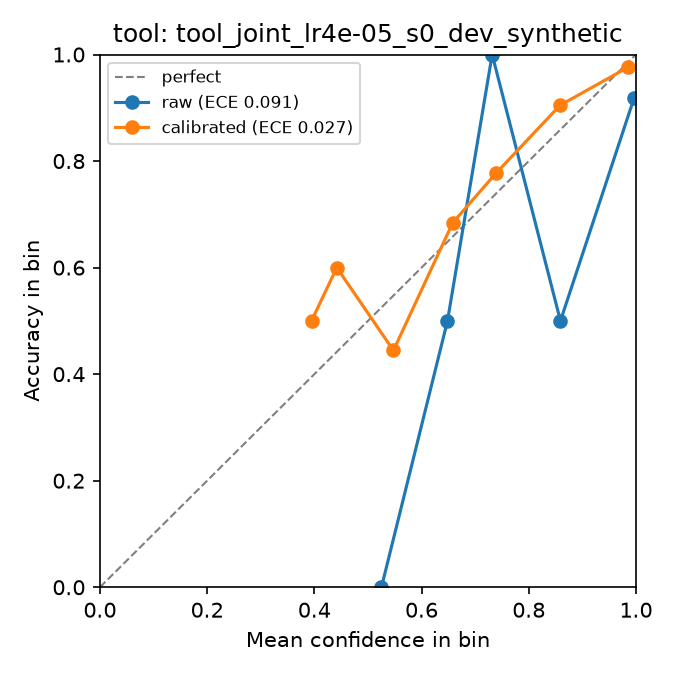 tool: tool_joint_lr4e-05_s0_dev_synthetic
perfect
raw (ECE 0.091)
calibrated (ECE 0.027)
Accuracy in bin
1.0
0.8
0.6
0.4
0.2
0.0
0.0 0.2 0.4 0.6 0.8 1.0
Mean confidence in bin